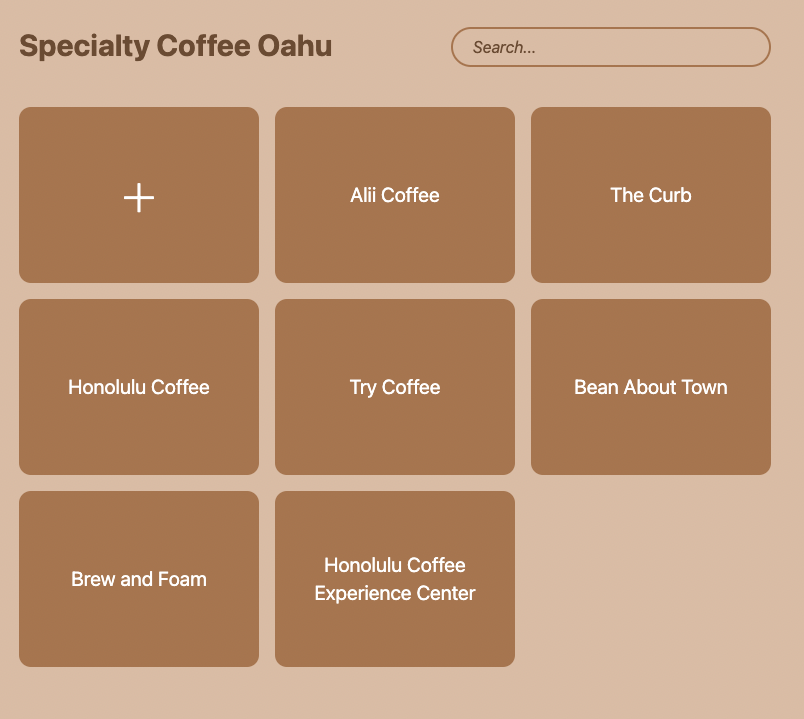 Specialty Coffee Oahu
Search...
+
Alii Coffee
The Curb
Honolulu Coffee
Try Coffee
Bean About Town
Brew and Foam
Honolulu Coffee
Experience Center